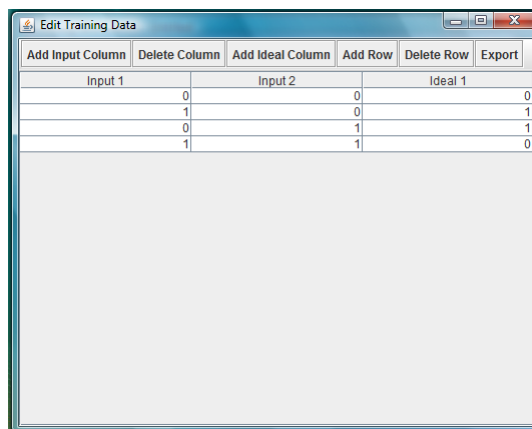 Edit Training Data
Add Input Column Delete Column Add Ideal Column Add Row Delete Row Export
Input 1 Input 2 Ideal 1
0 0 0
1 0 1
0 1 1
1 1 0